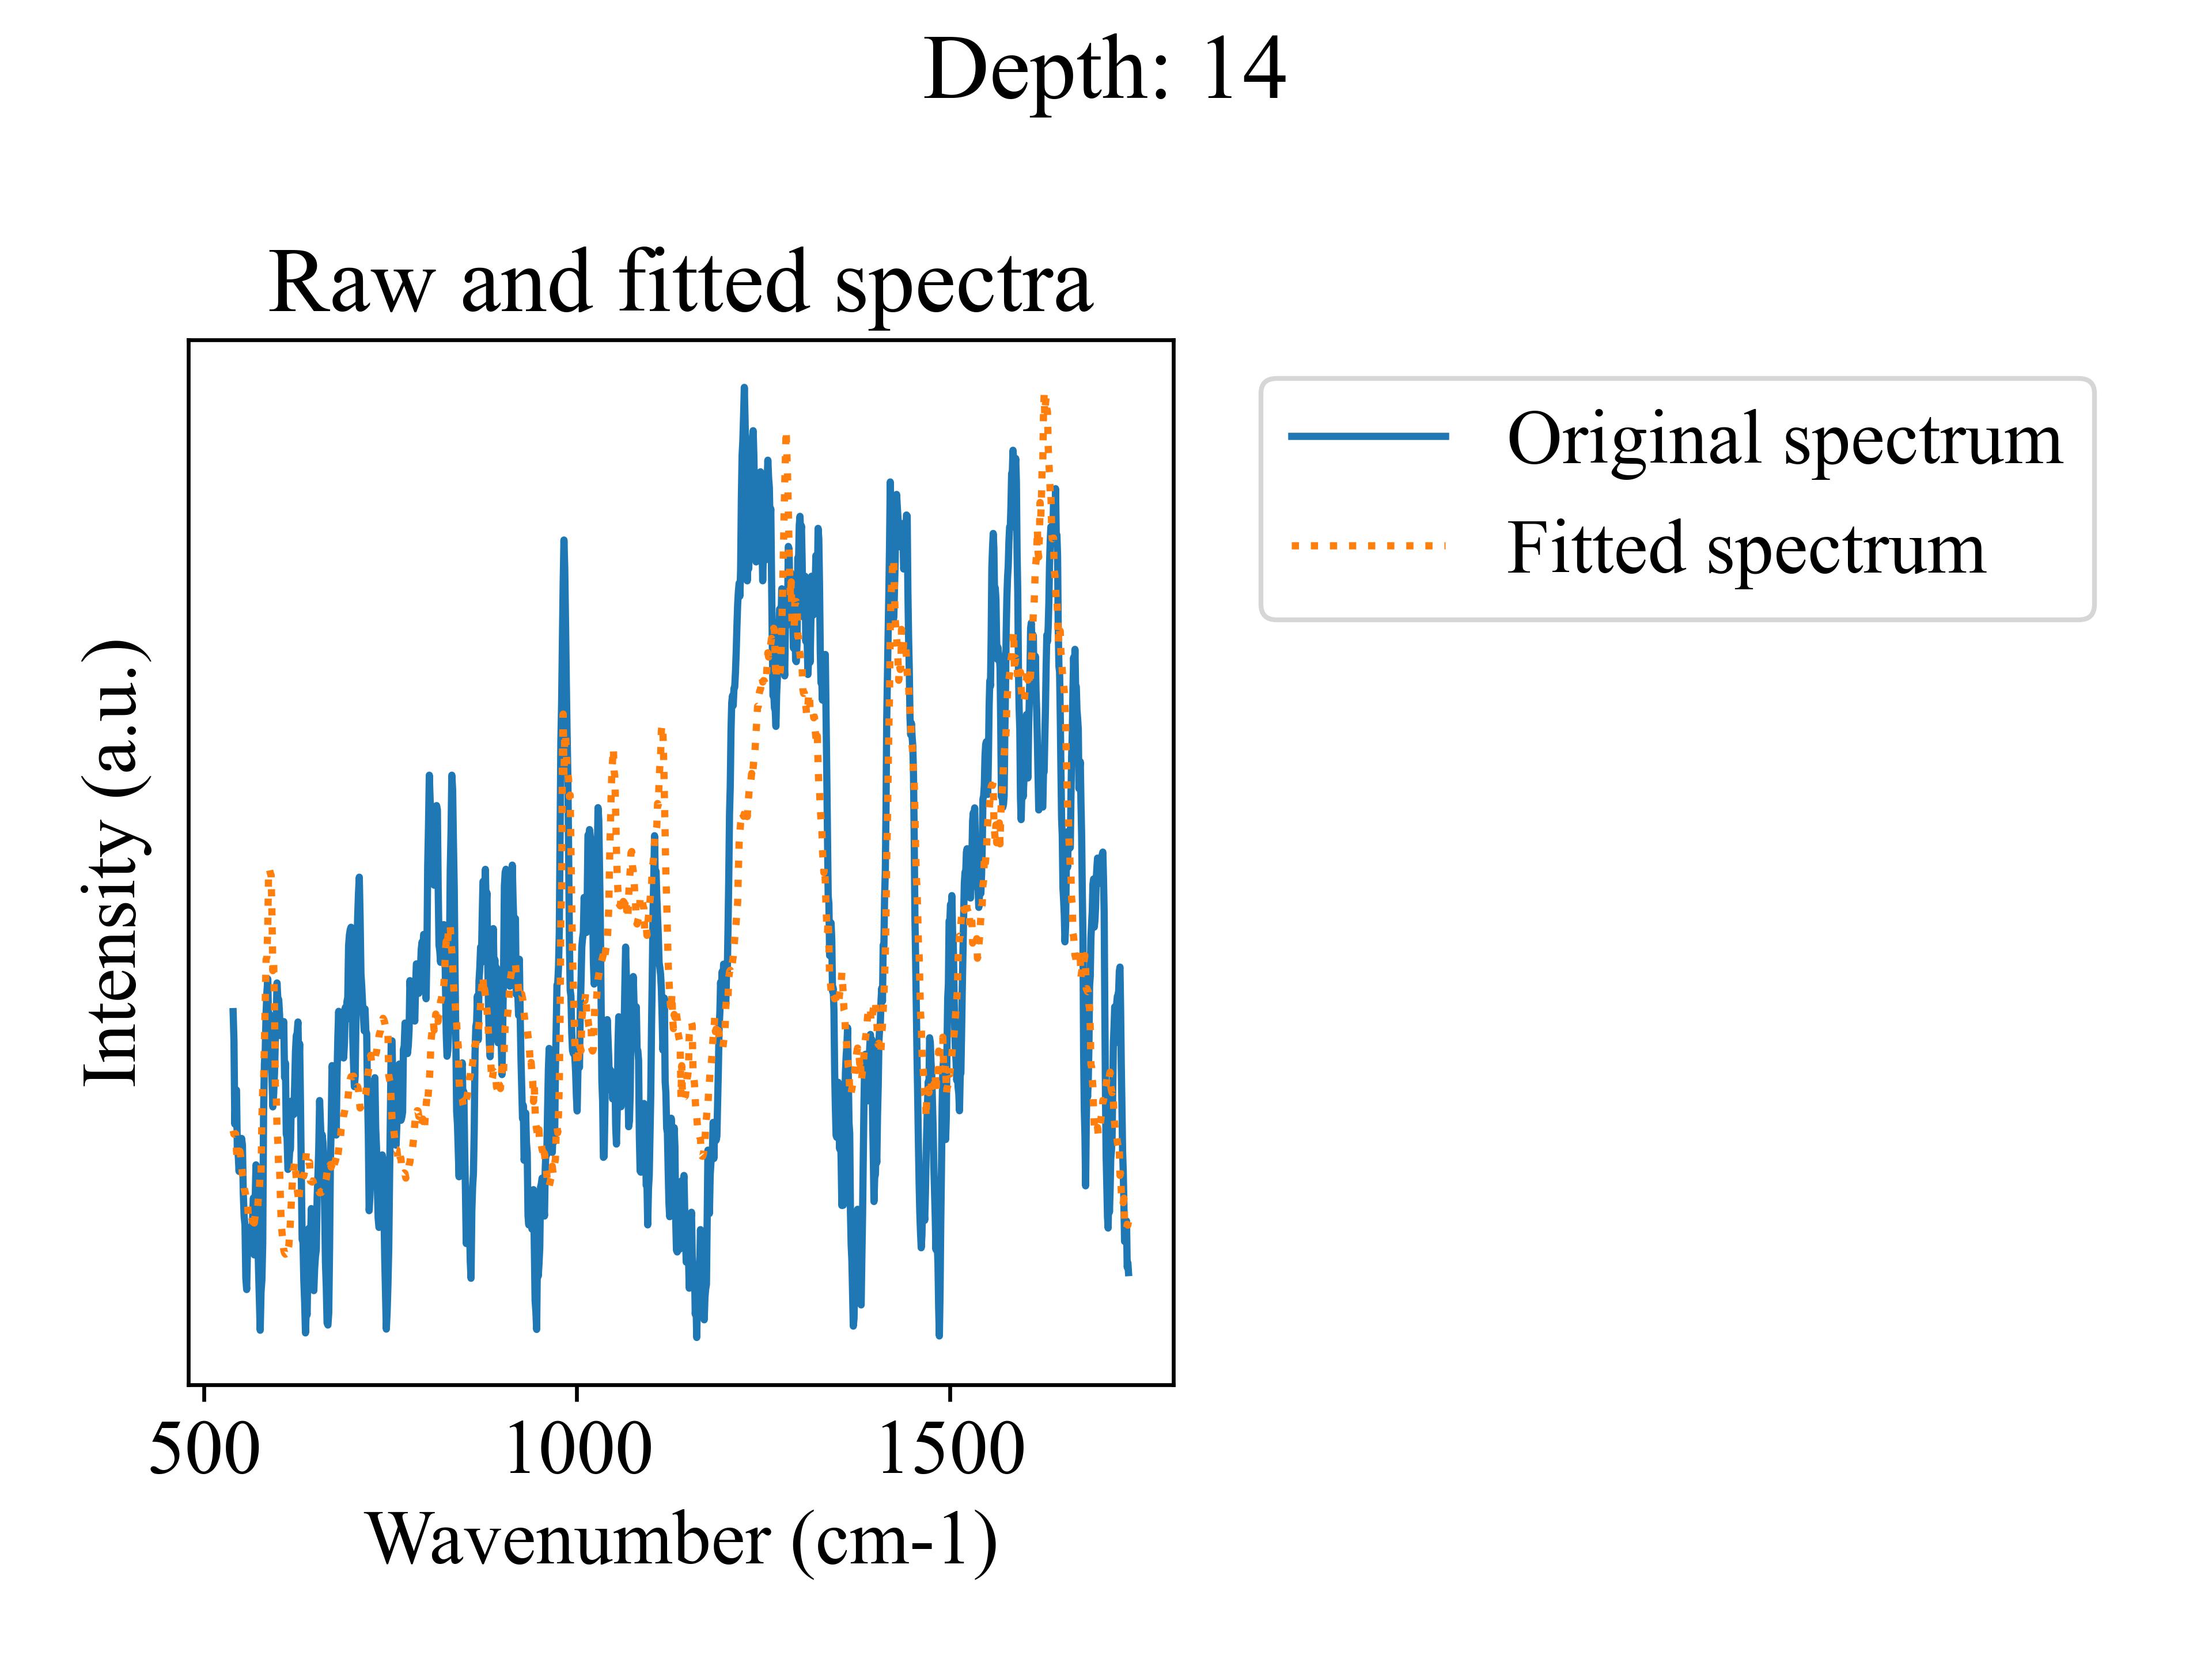 Depth: 14
Raw and fitted spectra
Original spectrum
Fitted spectrum
Intensity (a.u.)
500 1000 1500
Wavenumber (cm-1)